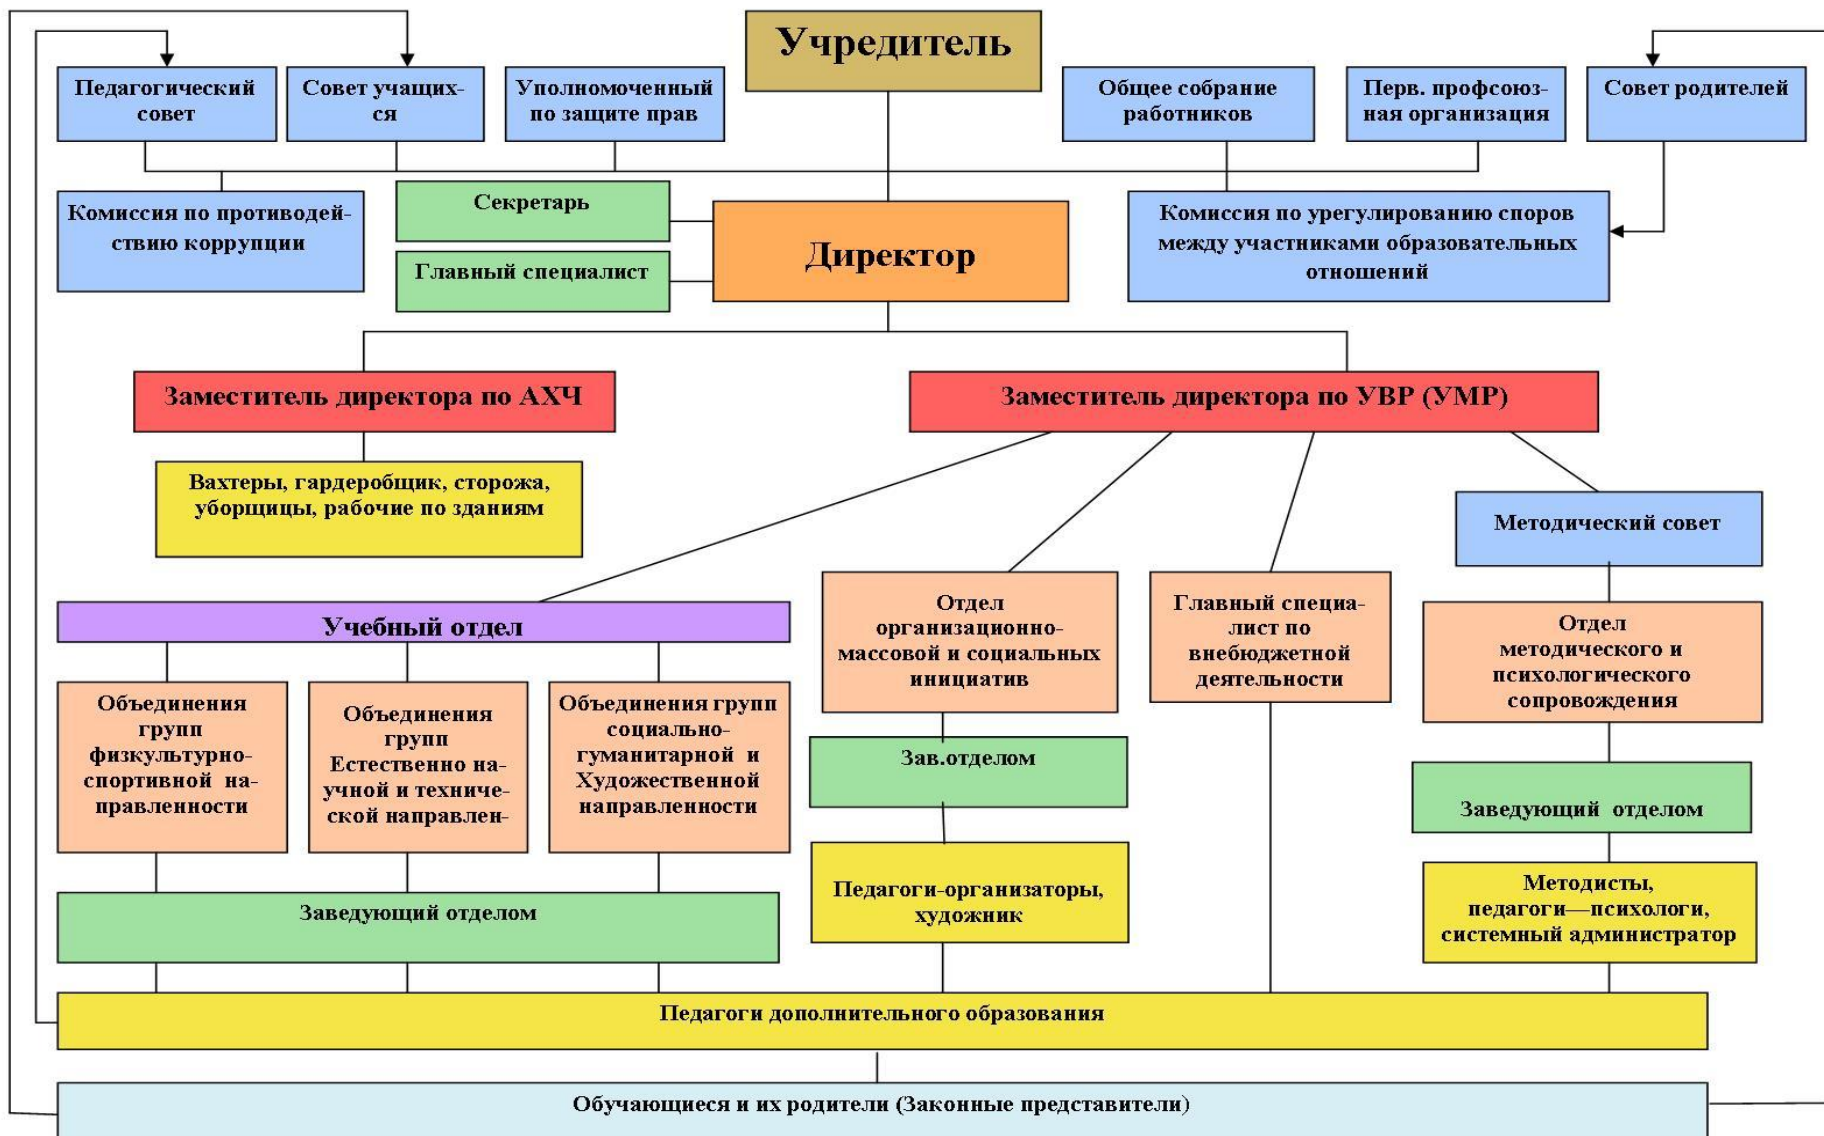 Учредитель
Педагогический
совет
Совет учащих-
ся
Уполномоченный
по защите прав
Общее собрание
работников
Перв. профсоюз-
ная организация
Совет родителей
Комиссия по противодей-
ствию коррупции
Секретарь
Главный специалист
Директор
Комиссия по урегулированию споров
между участниками образовательных
отношений
Заместитель директора по АХЧ
Заместитель директора по УВР (УМР)
Вахтеры, гардеробщик, сторожа,
уборщицы, рабочие по зданиям
Методический совет
Учебный отдел
Отдел
организационно-
массовой и социальных
инициатив
Главный специа-
лист по
внебюджетной
деятельности
Отдел
методического и
психологического
сопровождения
Объединения
групп
физкультурно-
спортивной на-
правленности
Объединения
групп
Естественно на-
учной и техниче-
ской направлен-
Объединения групп
социально-
гуманитарной и
Художественной
направленности
Зав.отделом
Заведующий отделом
Педагоги-организаторы,
художник
Методисты,
педагоги—психологи,
системный администратор
Заведующий отделом
Педагоги дополнительного образования
Обучающиеся и их родители (Законные представители)